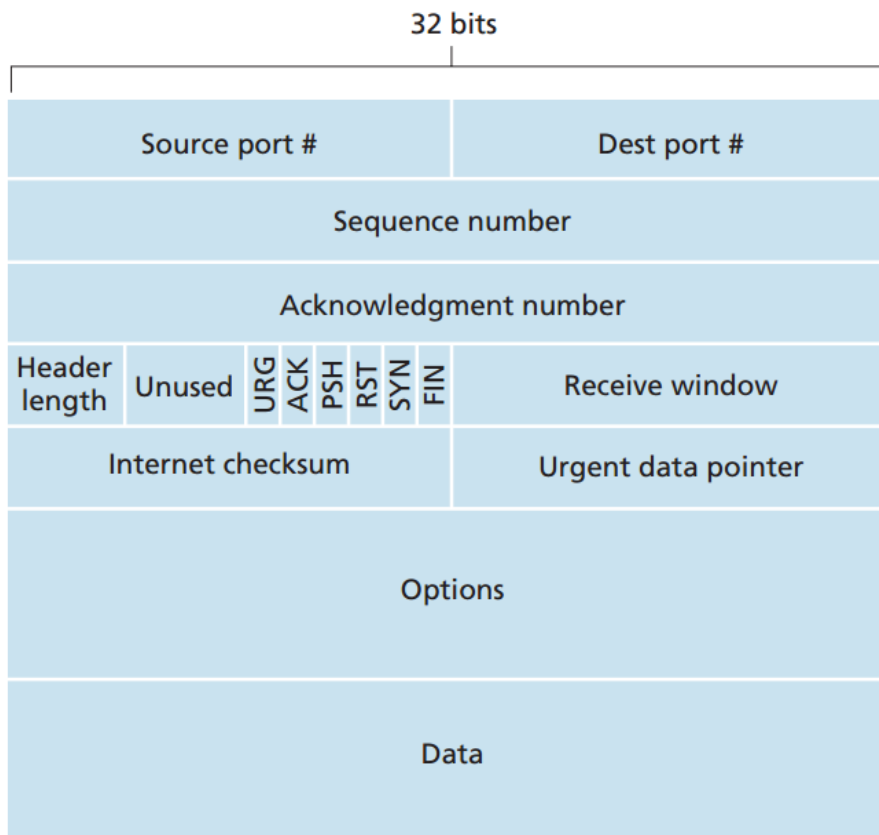 32 bits
Source port #
Dest port #
Sequence number
Acknowledgment number
Header
length
Unused
URG
ACK
PSH
RST
SYN
FIN
Receive window
Internet checksum
Urgent data pointer
Options
Data